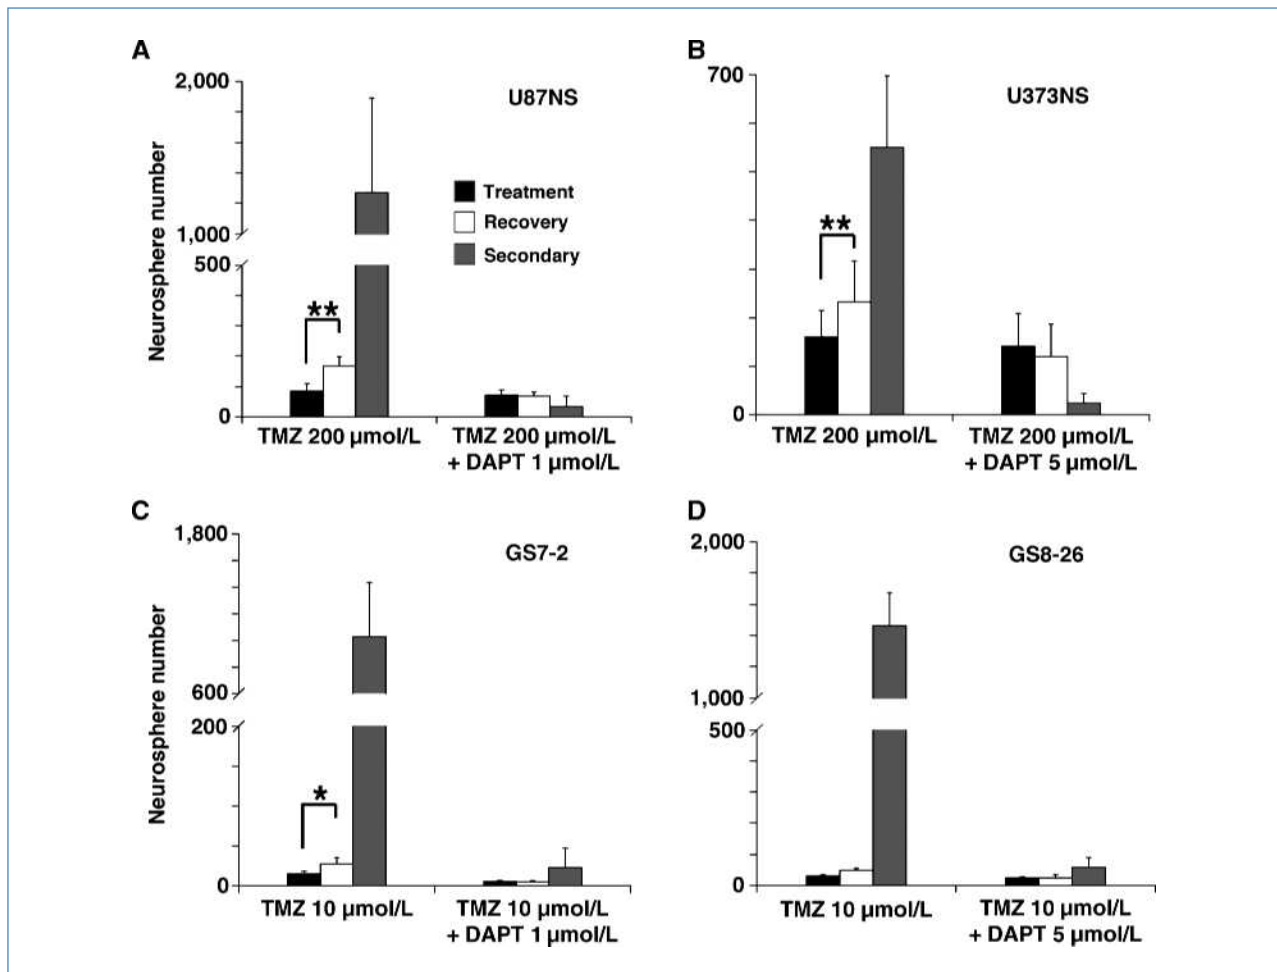 A
2,000
U87NS
Neurosphere number
Treatment
Recovery
Secondary
1,000
500
**
0
TMZ 200 µmol/L
TMZ 200 µmol/L
+ DAPT 1 µmol/L
B
700
U373NS
**
0
TMZ 200 µmol/L
TMZ 200 µmol/L
+ DAPT 5 µmol/L
C
1,800
GS7-2
Neurosphere number
600
200
*
0
TMZ 10 µmol/L
TMZ 10 µmol/L
+ DAPT 1 µmol/L
D
2,000
GS8-26
1,000
500
0
TMZ 10 µmol/L
TMZ 10 µmol/L
+ DAPT 5 µmol/L